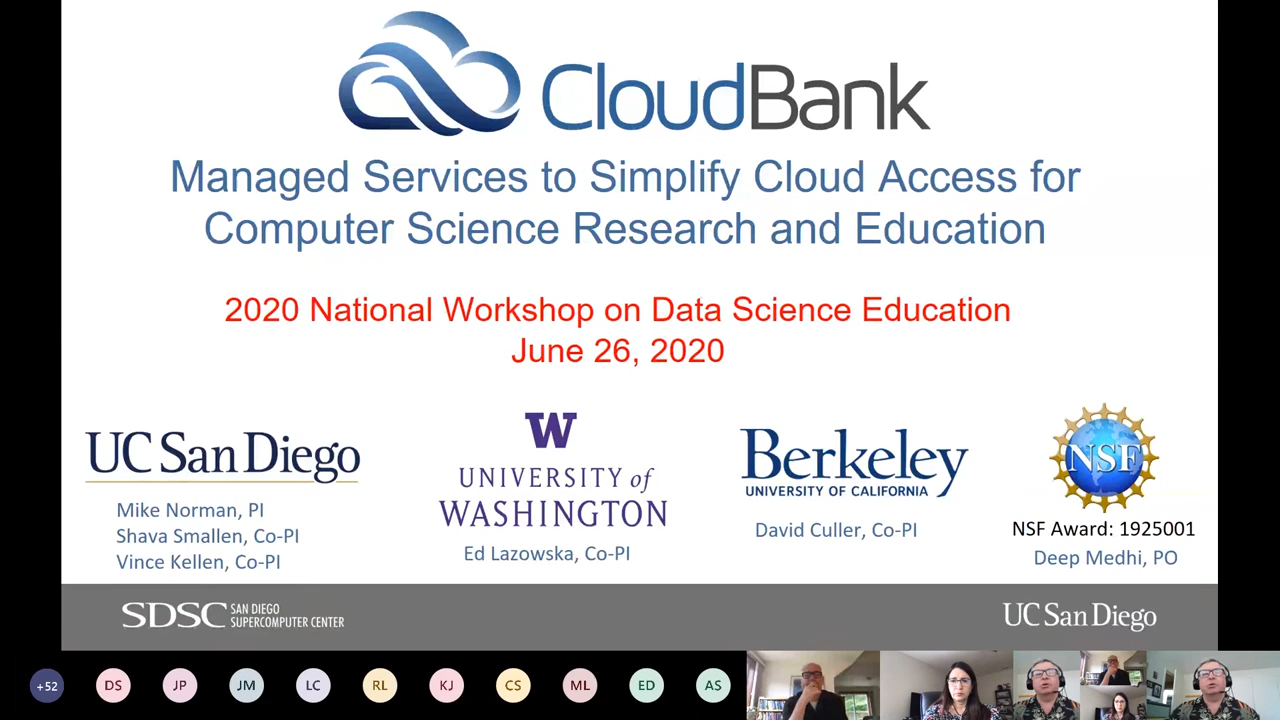 CloudBank
Managed Services to Simplify Cloud Access for
Computer Science Research and Education
2020 National Workshop on Data Science Education
June 26, 2020
UC San Diego
Mike Norman, PI
Shava Smallen, Co-PI
Vince Kellen, Co-PI
W
UNIVERSITY of
WASHINGTON
Ed Lazowska, Co-PI
Berkeley
UNIVERSITY OF CALIFORNIA
David Culler, Co-PI
NSF
NSF Award: 1925001
Deep Medhi, PO
SDSC SAN DIEGO
SUPERCOMPUTER CENTER
UC San Diego
+52 DS JP JM LC RL KJ CS ML ED AS